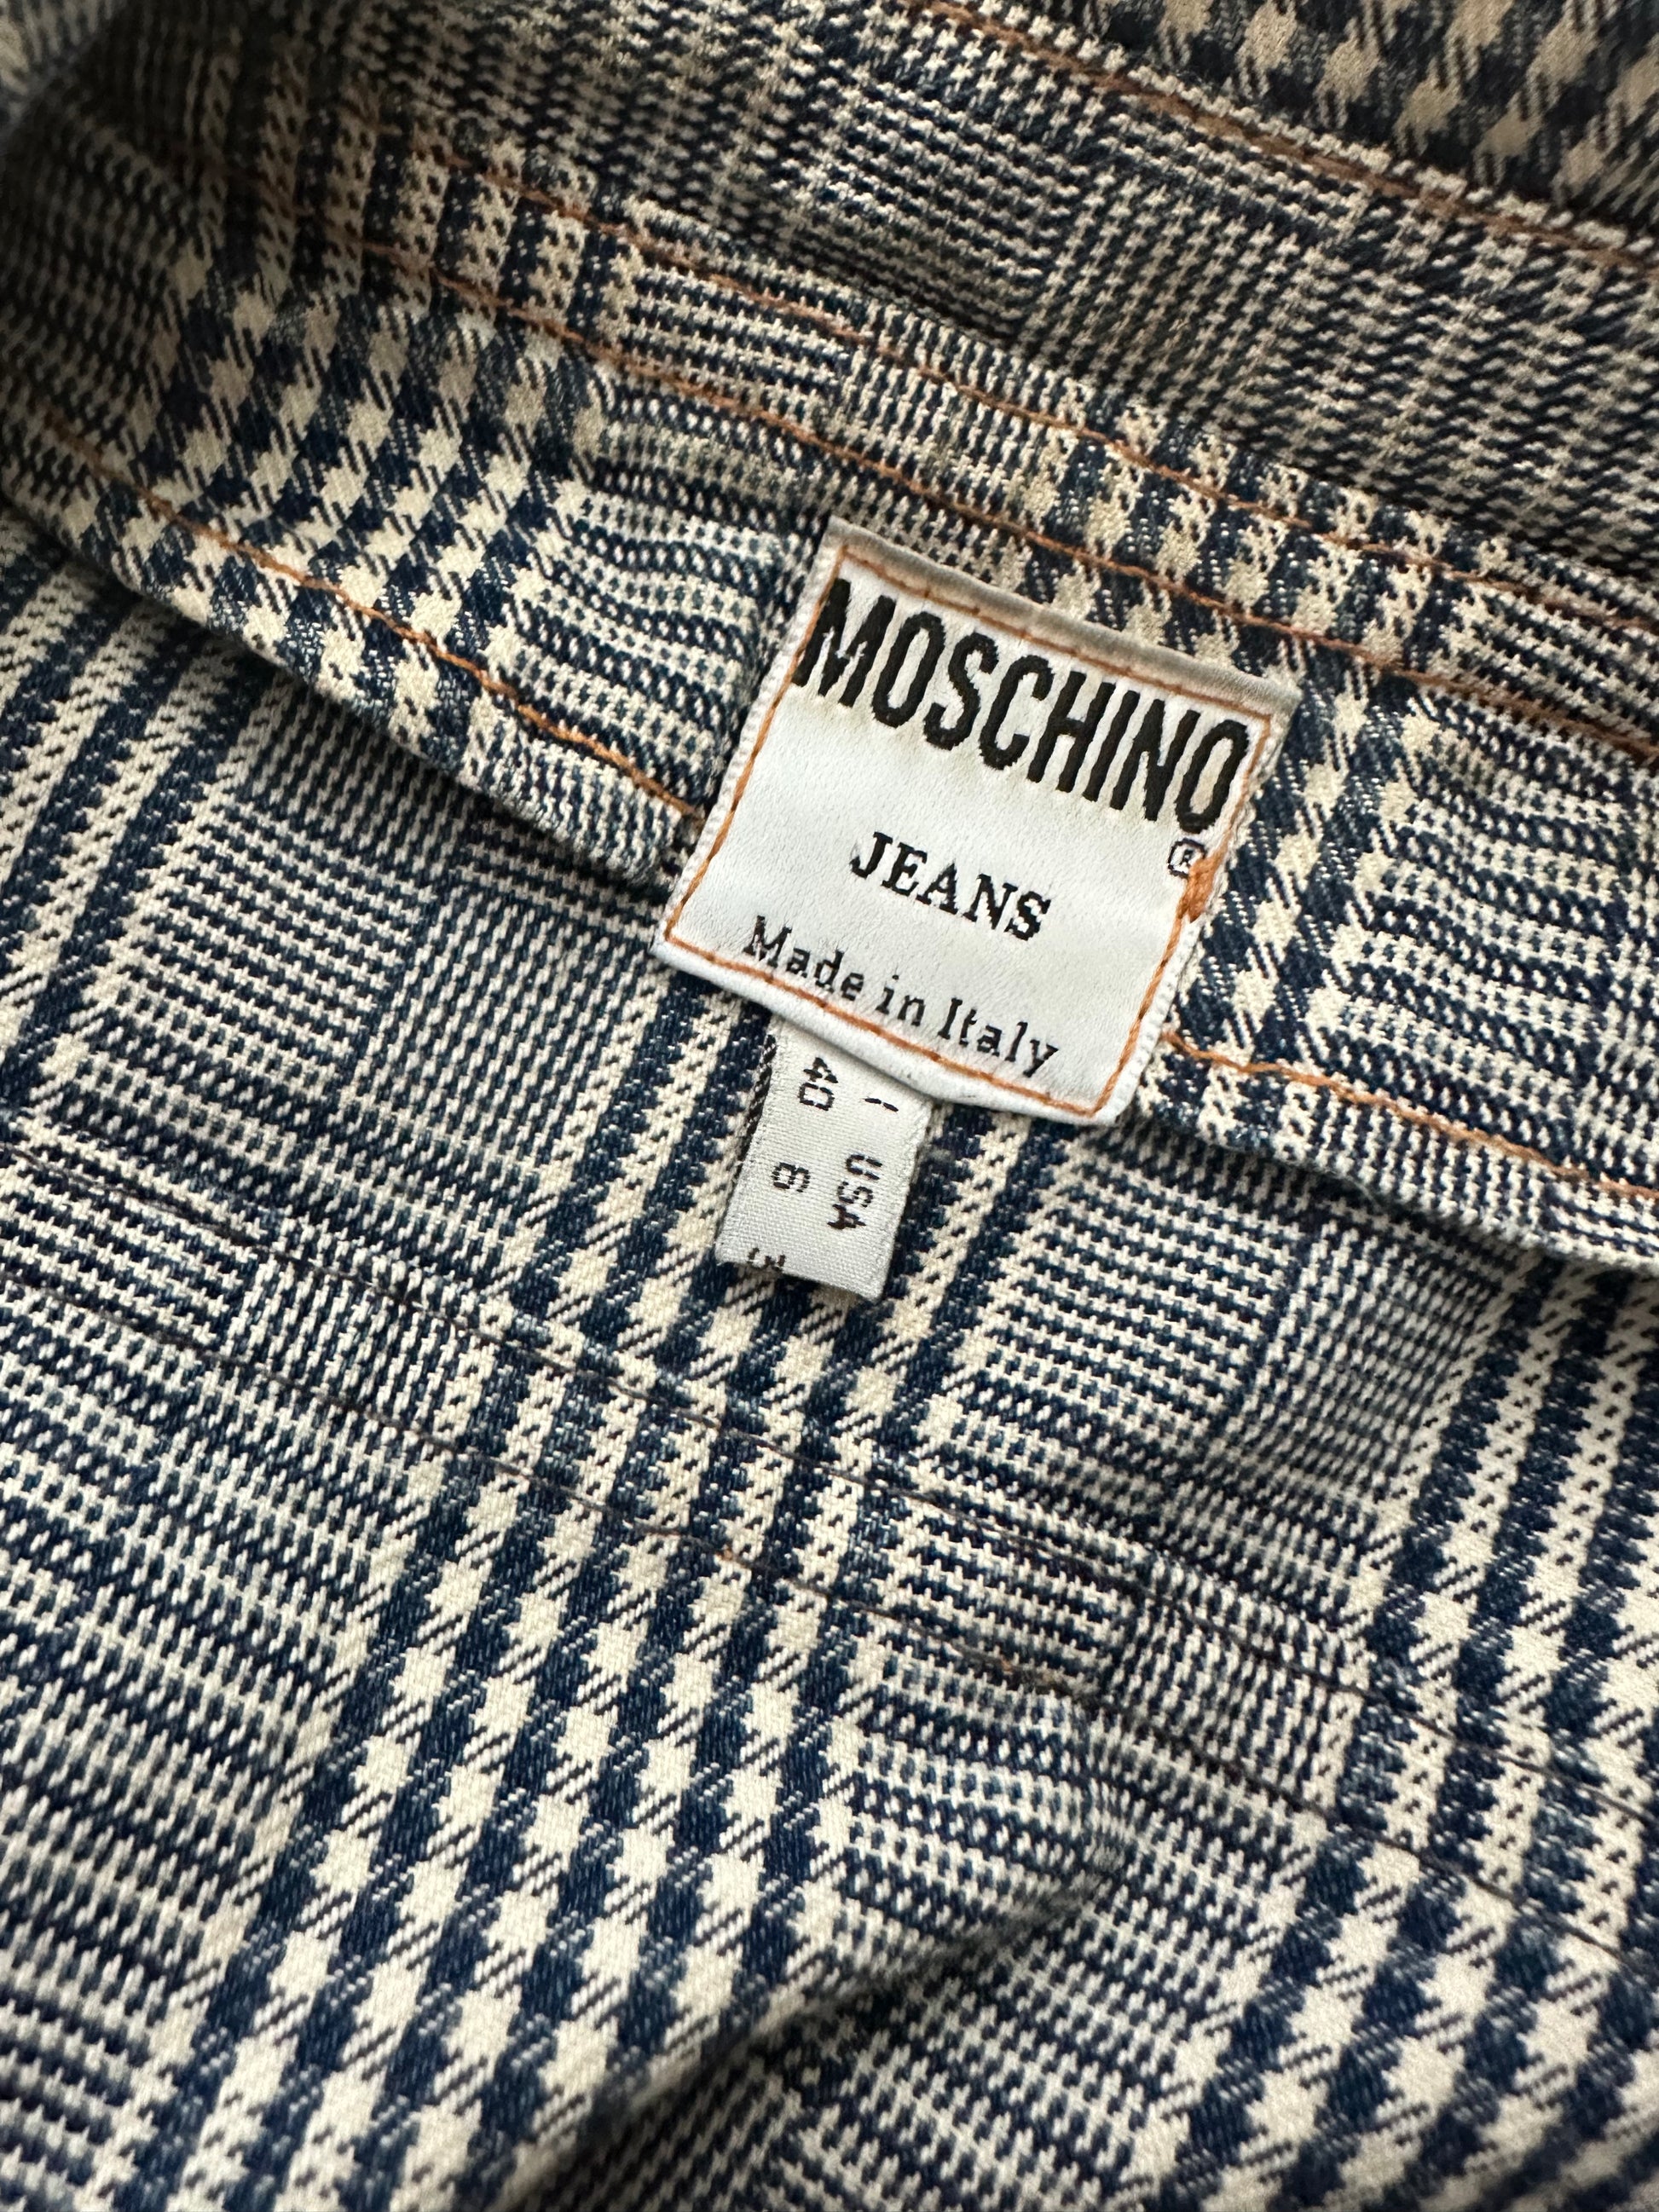 MOSCHINO
®
JEANS
Made in Italy
I 40
USA 6